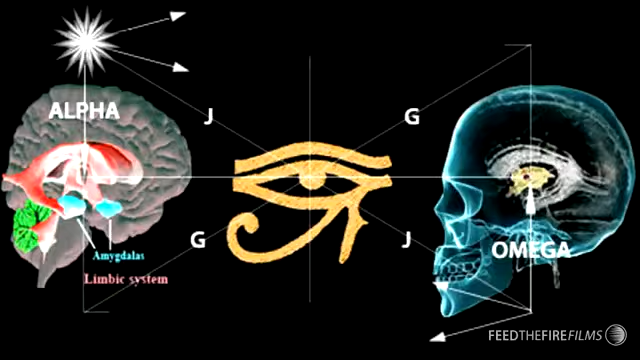 ALPHA
J
G
G
J
Amygdalas
Limbic system
OMEGA
FEEDTHEFIREFILMS